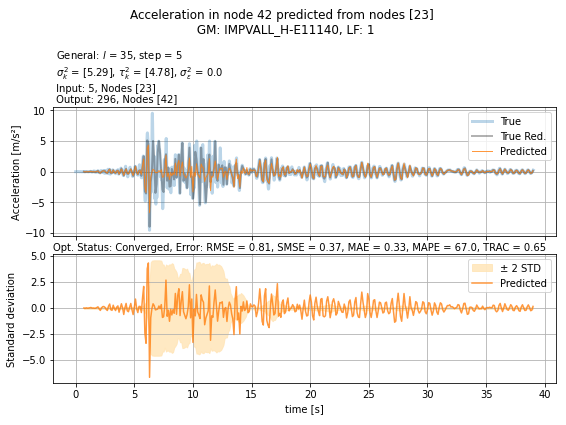 Acceleration in node 42 predicted from nodes [23]
GM: IMPVALL_H-E11140, LF: 1
General: l = 35, step = 5
σ²ₖ = [5.29], τ²ₖ = [4.78], σ²ε = 0.0
Input: 5, Nodes [23]
Output: 296, Nodes [42]
10
5
0
−5
−10
Acceleration [m/s²]
True
True Red.
Predicted
Opt. Status: Converged, Error: RMSE = 0.81, SMSE = 0.37, MAE = 0.33, MAPE = 67.0, TRAC = 0.65
5.0
2.5
0.0
−2.5
−5.0
Standard deviation
± 2 STD
Predicted
0 5 10 15 20 25 30 35 40
time [s]